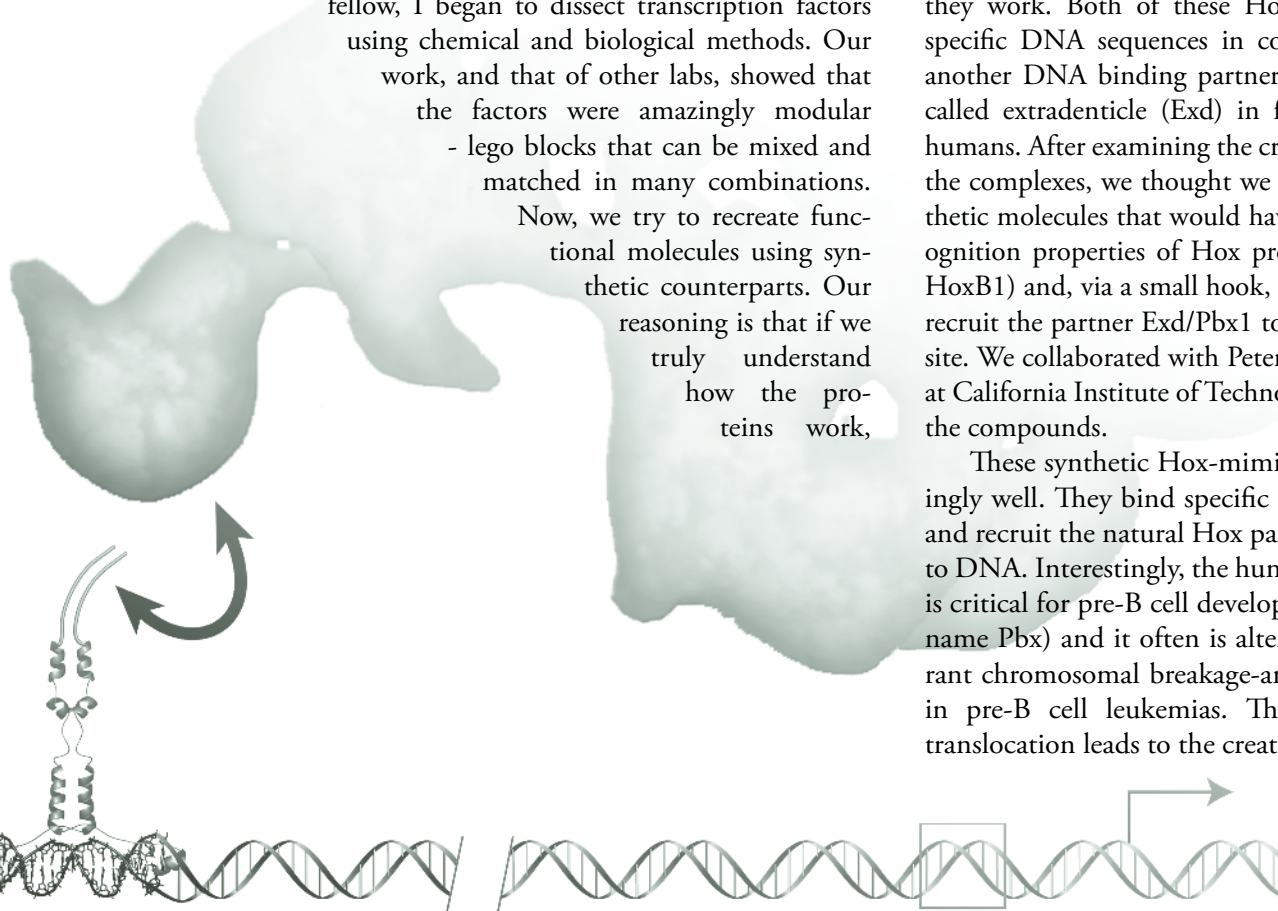 fellow, I began to dissect transcription factors
using chemical and biological methods. Our
work, and that of other labs, showed that
the factors were amazingly modular
- lego blocks that can be mixed and
matched in many combinations.
Now, we try to recreate func-
tional molecules using syn-
thetic counterparts. Our
reasoning is that if we
truly understand
how the pro-
teins work,
they work. Both of these Ho
specific DNA sequences in co
another DNA binding partner
called extradenticle (Exd) in f
humans. After examining the cr
the complexes, we thought we
thetic molecules that would hav
ognition properties of Hox pr
HoxB1) and, via a small hook,
recruit the partner Exd/Pbx1 to
site. We collaborated with Peter
at California Institute of Techno
the compounds.
These synthetic Hox-mimi
ingly well. They bind specific
and recruit the natural Hox pa
to DNA. Interestingly, the hum
is critical for pre-B cell develop
name Pbx) and it often is alte
rant chromosomal breakage-an
in pre-B cell leukemias. Th
translocation leads to the creat